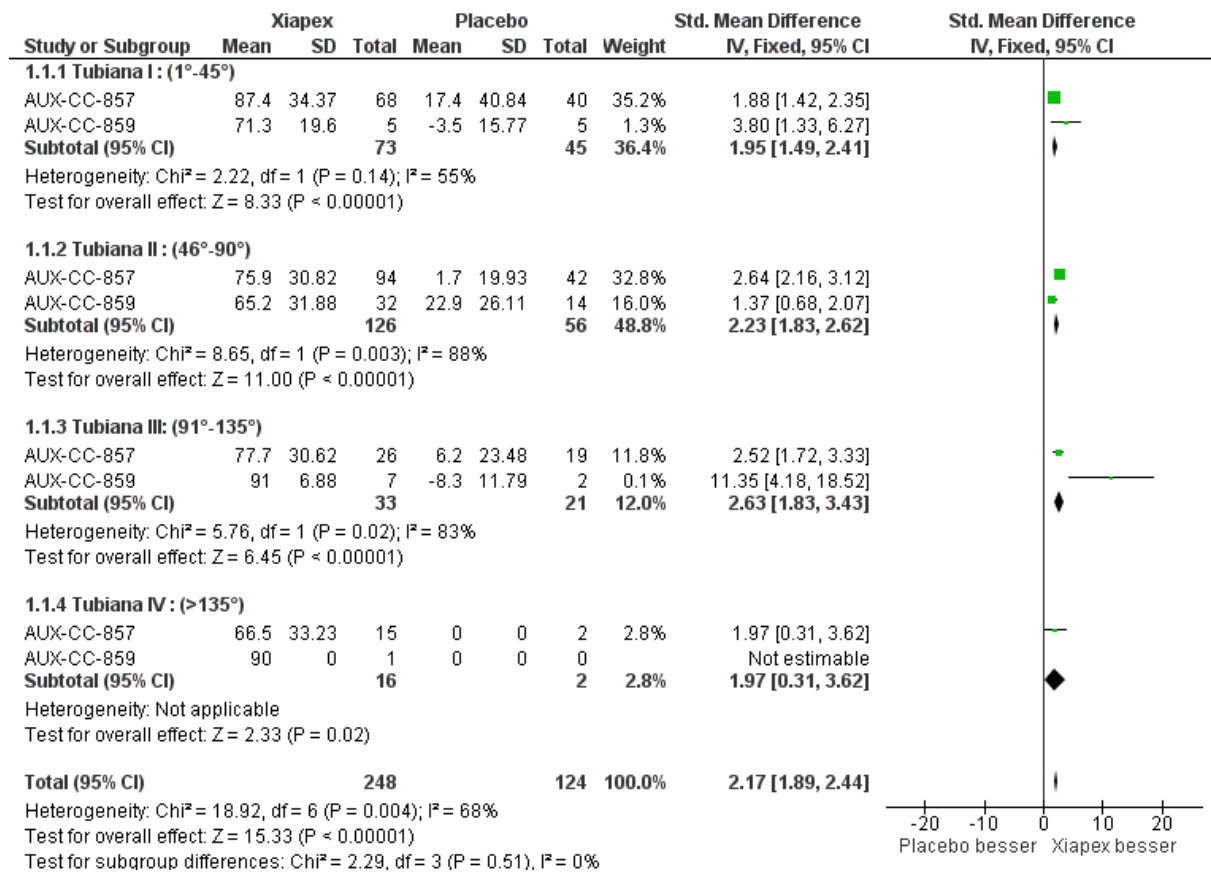 Xiapex Placebo Std. Mean Difference Std. Mean Difference
Study or Subgroup Mean SD Total Mean SD Total Weight IV, Fixed, 95% CI IV, Fixed, 95% CI
1.1.1 Tubiana I : (1°-45°)
AUX-CC-857 87.4 34.37 68 17.4 40.84 40 35.2% 1.88 [1.42, 2.35]
AUX-CC-859 71.3 19.6 5 -3.5 15.77 5 1.3% 3.80 [1.33, 6.27]
Subtotal (95% CI) 73 45 36.4% 1.95 [1.49, 2.41]
Heterogeneity: Chi² = 2.22, df = 1 (P = 0.14); I² = 55%
Test for overall effect: Z = 8.33 (P < 0.00001)
1.1.2 Tubiana II : (46°-90°)
AUX-CC-857 75.9 30.82 94 1.7 19.93 42 32.8% 2.64 [2.16, 3.12]
AUX-CC-859 65.2 31.88 32 22.9 26.11 14 16.0% 1.37 [0.68, 2.07]
Subtotal (95% CI) 126 56 48.8% 2.23 [1.83, 2.62]
Heterogeneity: Chi² = 8.65, df = 1 (P = 0.003); I² = 88%
Test for overall effect: Z = 11.00 (P < 0.00001)
1.1.3 Tubiana III: (91°-135°)
AUX-CC-857 77.7 30.62 26 6.2 23.48 19 11.8% 2.52 [1.72, 3.33]
AUX-CC-859 91 6.88 7 -8.3 11.79 2 0.1% 11.35 [4.18, 18.52]
Subtotal (95% CI) 33 21 12.0% 2.63 [1.83, 3.43]
Heterogeneity: Chi² = 5.76, df = 1 (P = 0.02); I² = 83%
Test for overall effect: Z = 6.45 (P < 0.00001)
1.1.4 Tubiana IV : (>135°)
AUX-CC-857 66.5 33.23 15 0 0 2 2.8% 1.97 [0.31, 3.62]
AUX-CC-859 90 0 1 0 0 0 Not estimable
Subtotal (95% CI) 16 2 2.8% 1.97 [0.31, 3.62]
Heterogeneity: Not applicable
Test for overall effect: Z = 2.33 (P = 0.02)
Total (95% CI) 248 124 100.0% 2.17 [1.89, 2.44]
Heterogeneity: Chi² = 18.92, df = 6 (P = 0.004); I² = 68%
Test for overall effect: Z = 15.33 (P < 0.00001)
Test for subgroup differences: Chi² = 2.29, df = 3 (P = 0.51), I² = 0%
-20 -10 0 10 20
Placebo besser Xiapex besser